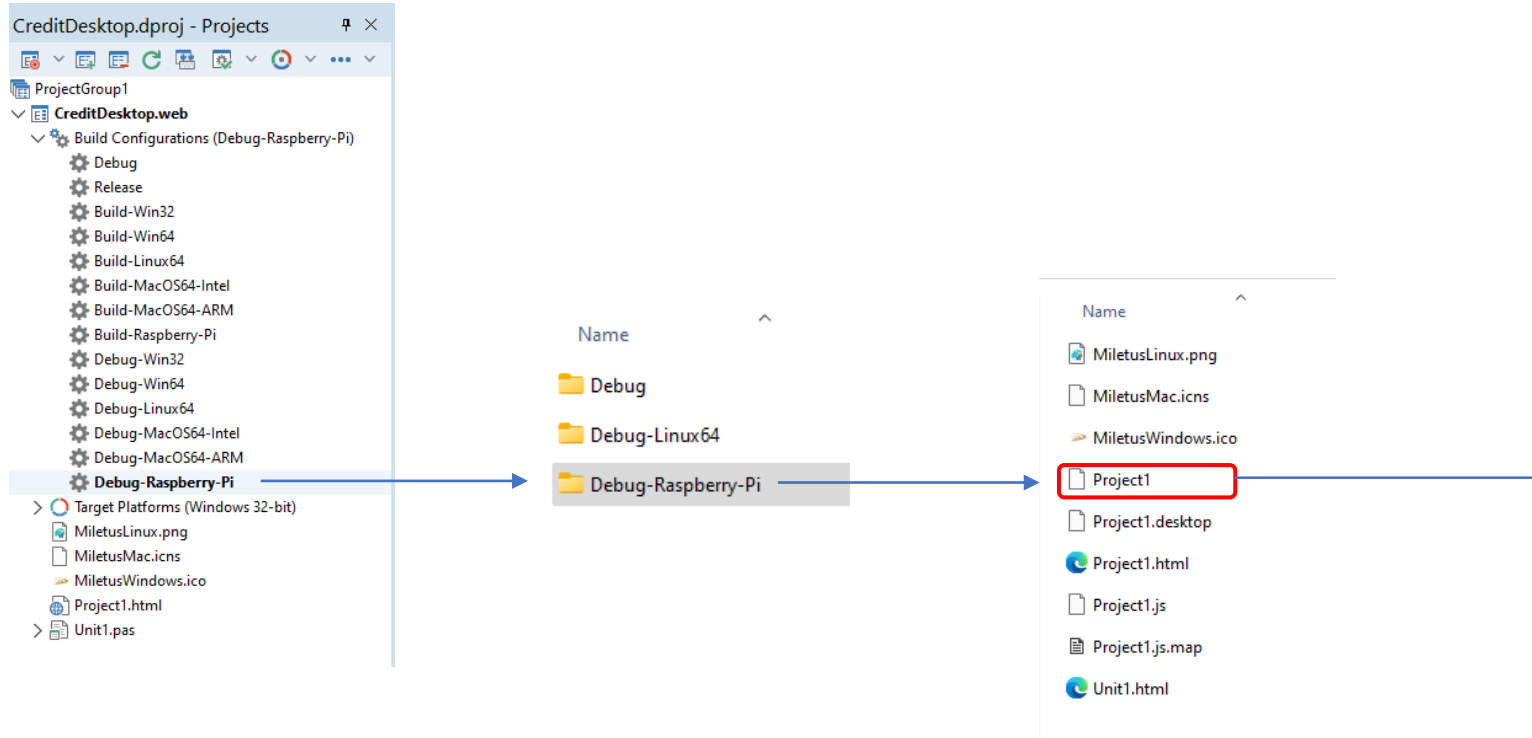 CreditDesktop.dproj - Projects
ProjectGroup1
CreditDesktop.web
Build Configurations (Debug-Raspberry-Pi)
Debug
Release
Build-Win32
Build-Win64
Build-Linux64
Build-MacOS64-Intel
Build-MacOS64-ARM
Build-Raspberry-Pi
Debug-Win32
Debug-Win64
Debug-Linux64
Debug-MacOS64-Intel
Debug-MacOS64-ARM
Debug-Raspberry-Pi
Target Platforms (Windows 32-bit)
MiletusLinux.png
MiletusMac.icns
MiletusWindows.ico
Project1.html
Unit1.pas
Name
Debug
Debug-Linux64
Debug-Raspberry-Pi
Name
MiletusLinux.png
MiletusMac.icns
MiletusWindows.ico
Project1
Project1.desktop
Project1.html
Project1.js
Project1.js.map
Unit1.html